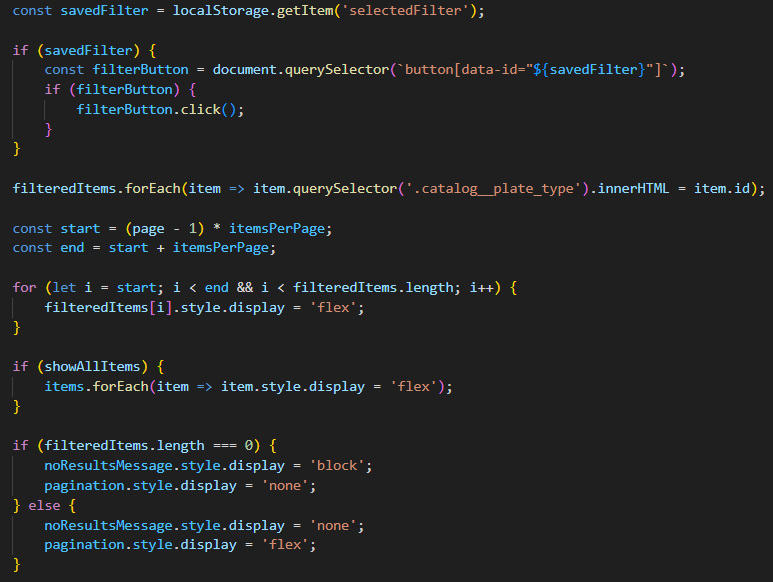 const savedFilter = localStorage.getItem('selectedFilter');
if (savedFilter) {
const filterButton = document.querySelector(`button[data-id="${savedFilter}"]`);
if (filterButton) {
filterButton.click();
}
}
filteredItems.forEach(item => item.querySelector('.catalog__plate_type').innerHTML = item.id);
const start = (page - 1) * itemsPerPage;
const end = start + itemsPerPage;
for (let i = start; i < end && i < filteredItems.length; i++) {
filteredItems[i].style.display = 'flex';
}
if (showAllItems) {
items.forEach(item => item.style.display = 'flex');
}
if (filteredItems.length === 0) {
noResultsMessage.style.display = 'block';
pagination.style.display = 'none';
} else {
noResultsMessage.style.display = 'none';
pagination.style.display = 'flex';
}